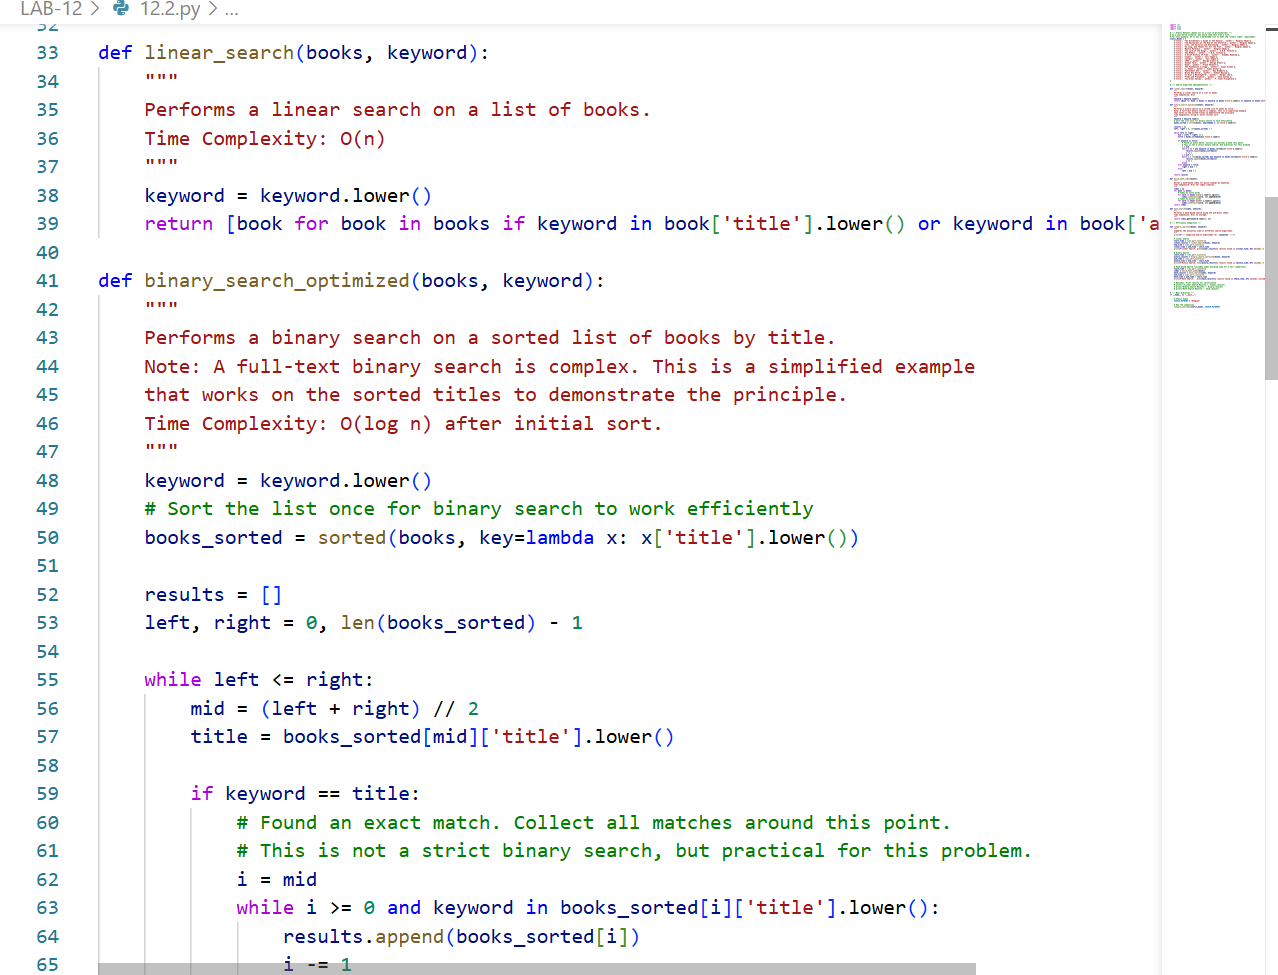 LAB-12 > 12.2.py > ...
32
33 def linear_search(books, keyword):
34     """
35     Performs a linear search on a list of books.
36     Time Complexity: O(n)
37     """
38     keyword = keyword.lower()
39     return [book for book in books if keyword in book['title'].lower() or keyword in book['a
40
41 def binary_search_optimized(books, keyword):
42     """
43     Performs a binary search on a sorted list of books by title.
44     Note: A full-text binary search is complex. This is a simplified example
45     that works on the sorted titles to demonstrate the principle.
46     Time Complexity: O(log n) after initial sort.
47     """
48     keyword = keyword.lower()
49     # Sort the list once for binary search to work efficiently
50     books_sorted = sorted(books, key=lambda x: x['title'].lower())
51
52     results = []
53     left, right = 0, len(books_sorted) - 1
54
55     while left <= right:
56         mid = (left + right) // 2
57         title = books_sorted[mid]['title'].lower()
58
59         if keyword == title:
60             # Found an exact match. Collect all matches around this point.
61             # This is not a strict binary search, but practical for this problem.
62             i = mid
63             while i >= 0 and keyword in books_sorted[i]['title'].lower():
64                 results.append(books_sorted[i])
65                 i -= 1